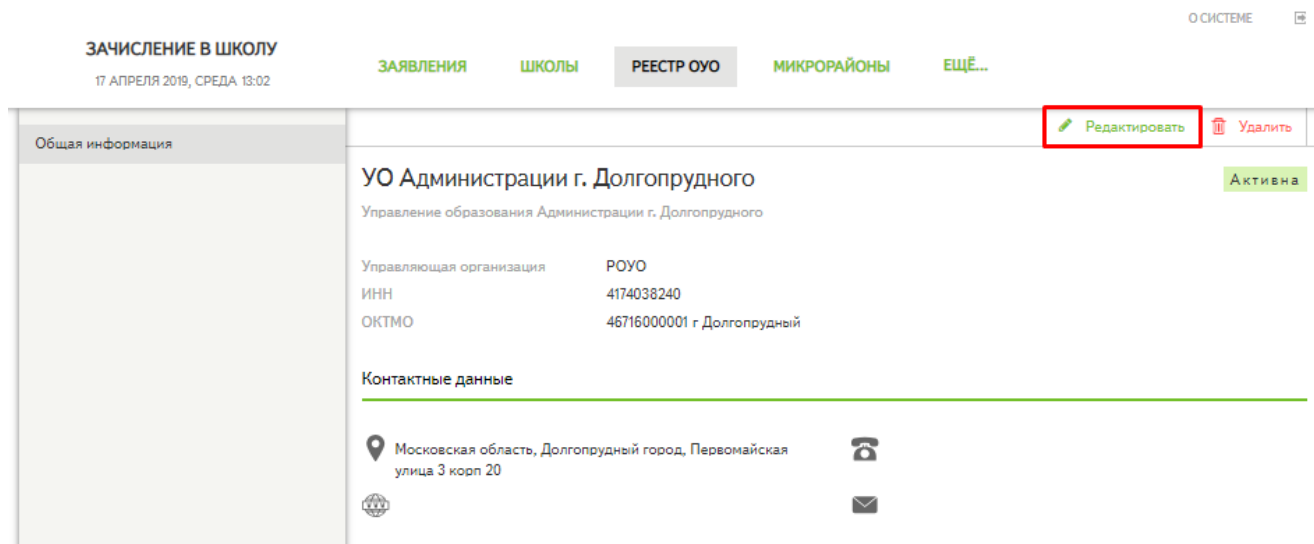 О СИСТЕМЕ
ЗАЧИСЛЕНИЕ В ШКОЛУ
17 АПРЕЛЯ 2019, СРЕДА 13:02
ЗАЯВЛЕНИЯ ШКОЛЫ РЕЕСТР ОУО МИКРОРАЙОНЫ ЕЩЁ...
Общая информация
Редактировать Удалить
УО Администрации г. Долгопрудного
Активна
Управление образования Администрации г. Долгопрудного
Управляющая организация РОУО
ИНН 4174038240
ОКТМО 46716000001 г Долгопрудный
Контактные данные
Московская область, Долгопрудный город, Первомайская
улица 3 корп 20